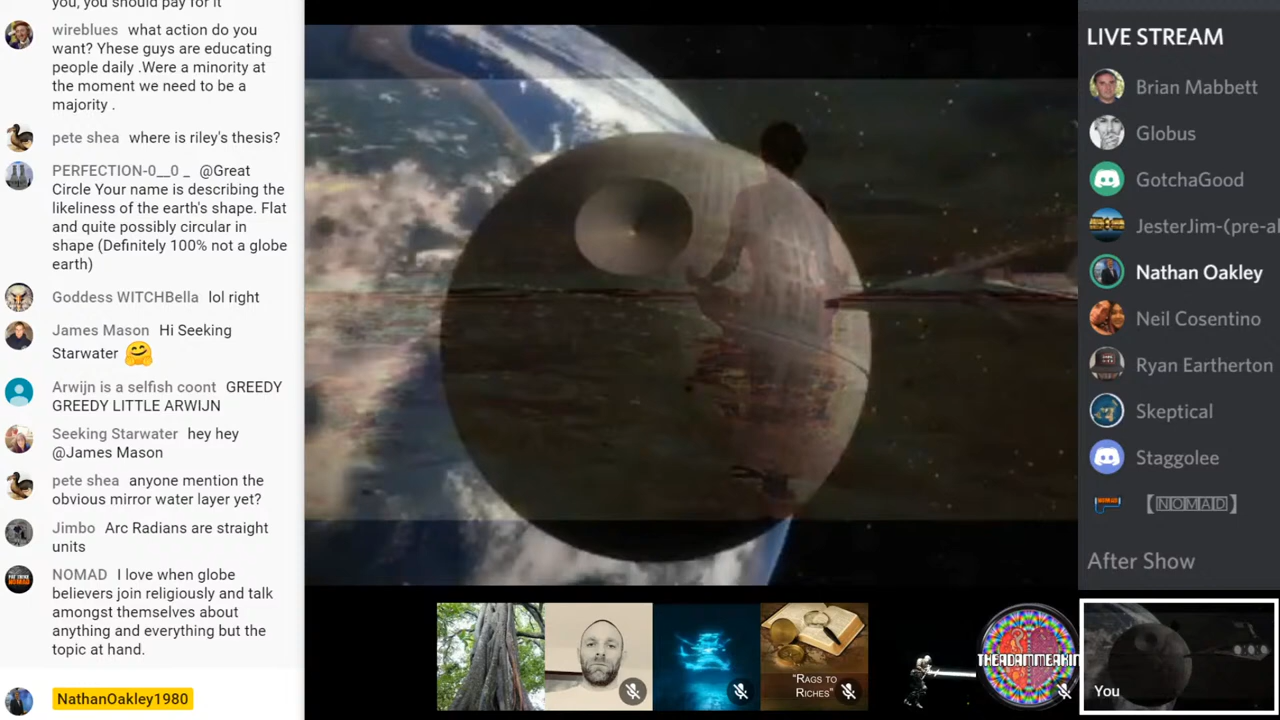 you, you should pay for it
wireblues what action do you
want? Yhese guys are educating
people daily .Were a minority at
the moment we need to be a
majority .
pete shea where is riley's thesis?
PERFECTION-0__0 _ @Great
Circle Your name is describing the
likeliness of the earth's shape. Flat
and quite possibly circular in
shape (Definitely 100% not a globe
earth)
Goddess WITCHBella lol right
James Mason Hi Seeking
Starwater 🤗
Arwijn is a selfish coont GREEDY
GREEDY LITTLE ARWIJN
Seeking Starwater hey hey
@James Mason
pete shea anyone mention the
obvious mirror water layer yet?
Jimbo Arc Radians are straight
units
NOMAD I love when globe
believers join religiously and talk
amongst themselves about
anything and everything but the
topic at hand.
NathanOakley1980
"RAGS TO
RICHES"
THEADAMMEAKIN
You
LIVE STREAM
Brian Mabbett
Globus
GotchaGood
JesterJim-(pre-al
Nathan Oakley
Neil Cosentino
Ryan Eartherton
Skeptical
Staggolee
【🄽🄾🄼🄰🄳】
After Show